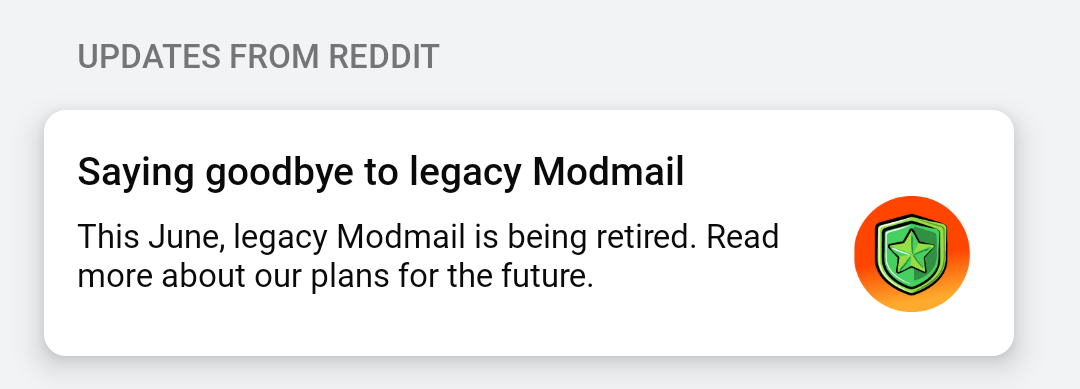 UPDATES FROM REDDIT
Saying goodbye to legacy Modmail
This June, legacy Modmail is being retired. Read
more about our plans for the future.